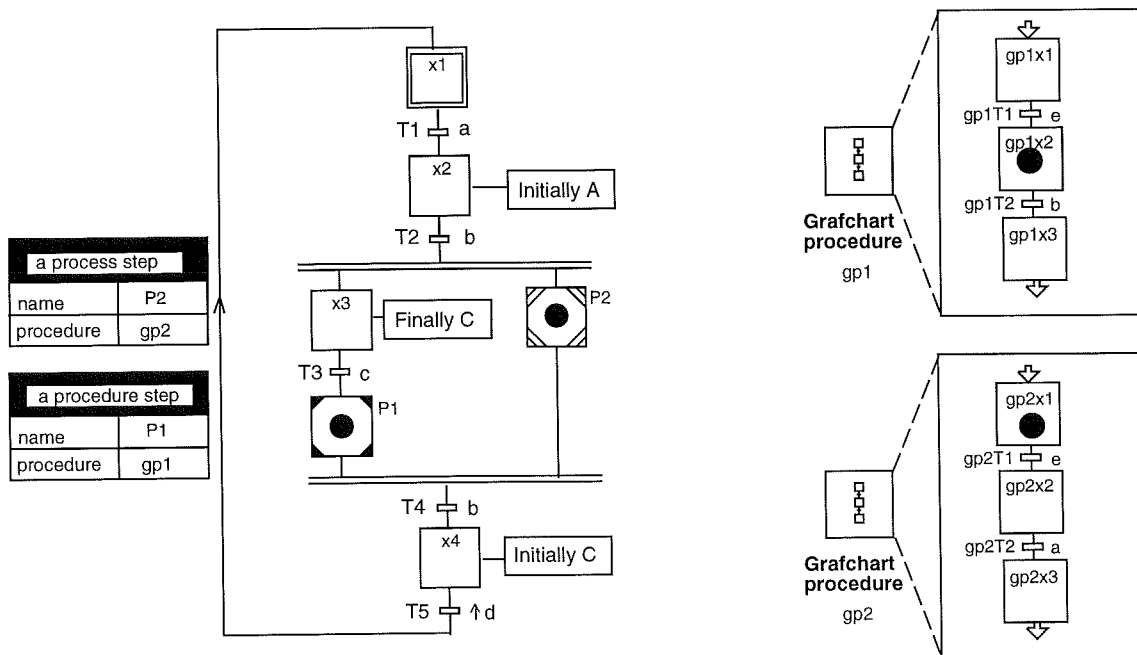 x1
T1 a
x2
Initially A
T2 b
a process step
name P2
procedure gp2
x3
Finally C
P2
T3 c
a procedure step
name P1
procedure gp1
P1
T4 b
x4
Initially C
T5 ↑d
gp1x1
gp1T1 e
gp1x2
gp1T2 b
gp1x3
Grafchart
procedure
gp1
gp2x1
gp2T1 e
gp2x2
gp2T2 a
gp2x3
Grafchart
procedure
gp2